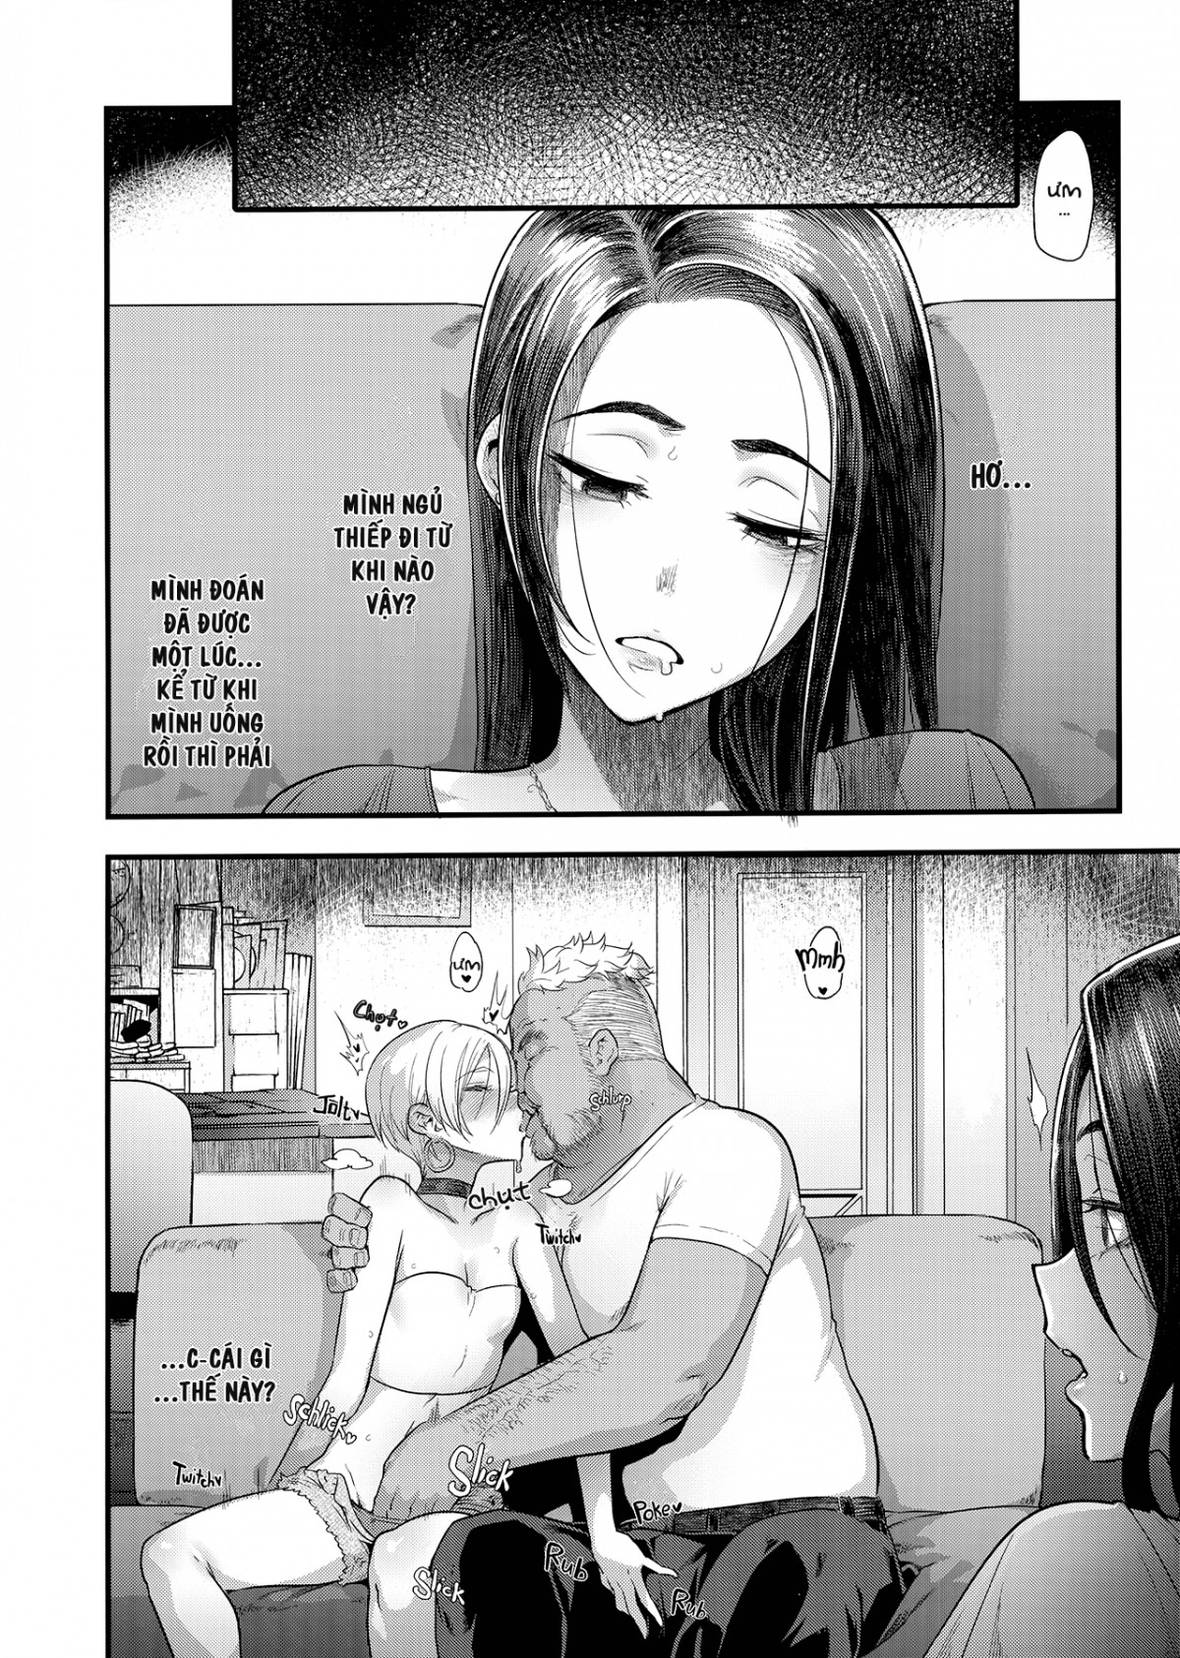 ƯM
...
HƠ...
MÌNH NGỦ
THIẾP ĐI TỪ
KHI NÀO
VẬY?
MÌNH ĐOÁN
ĐÃ ĐƯỢC
MỘT LÚC...
KỂ TỪ KHI
MÌNH UỐNG
RỒI THÌ PHẢI
Mmh
♥
ƯM
♥
Chụt♥
Schlurp
Jolt♥
chụt
Twitch♥
...C-CÁI GÌ
...THẾ NÀY?
Schlick♥
Slick
Twitch♥
Poke♥
Rub
Slick
Rub